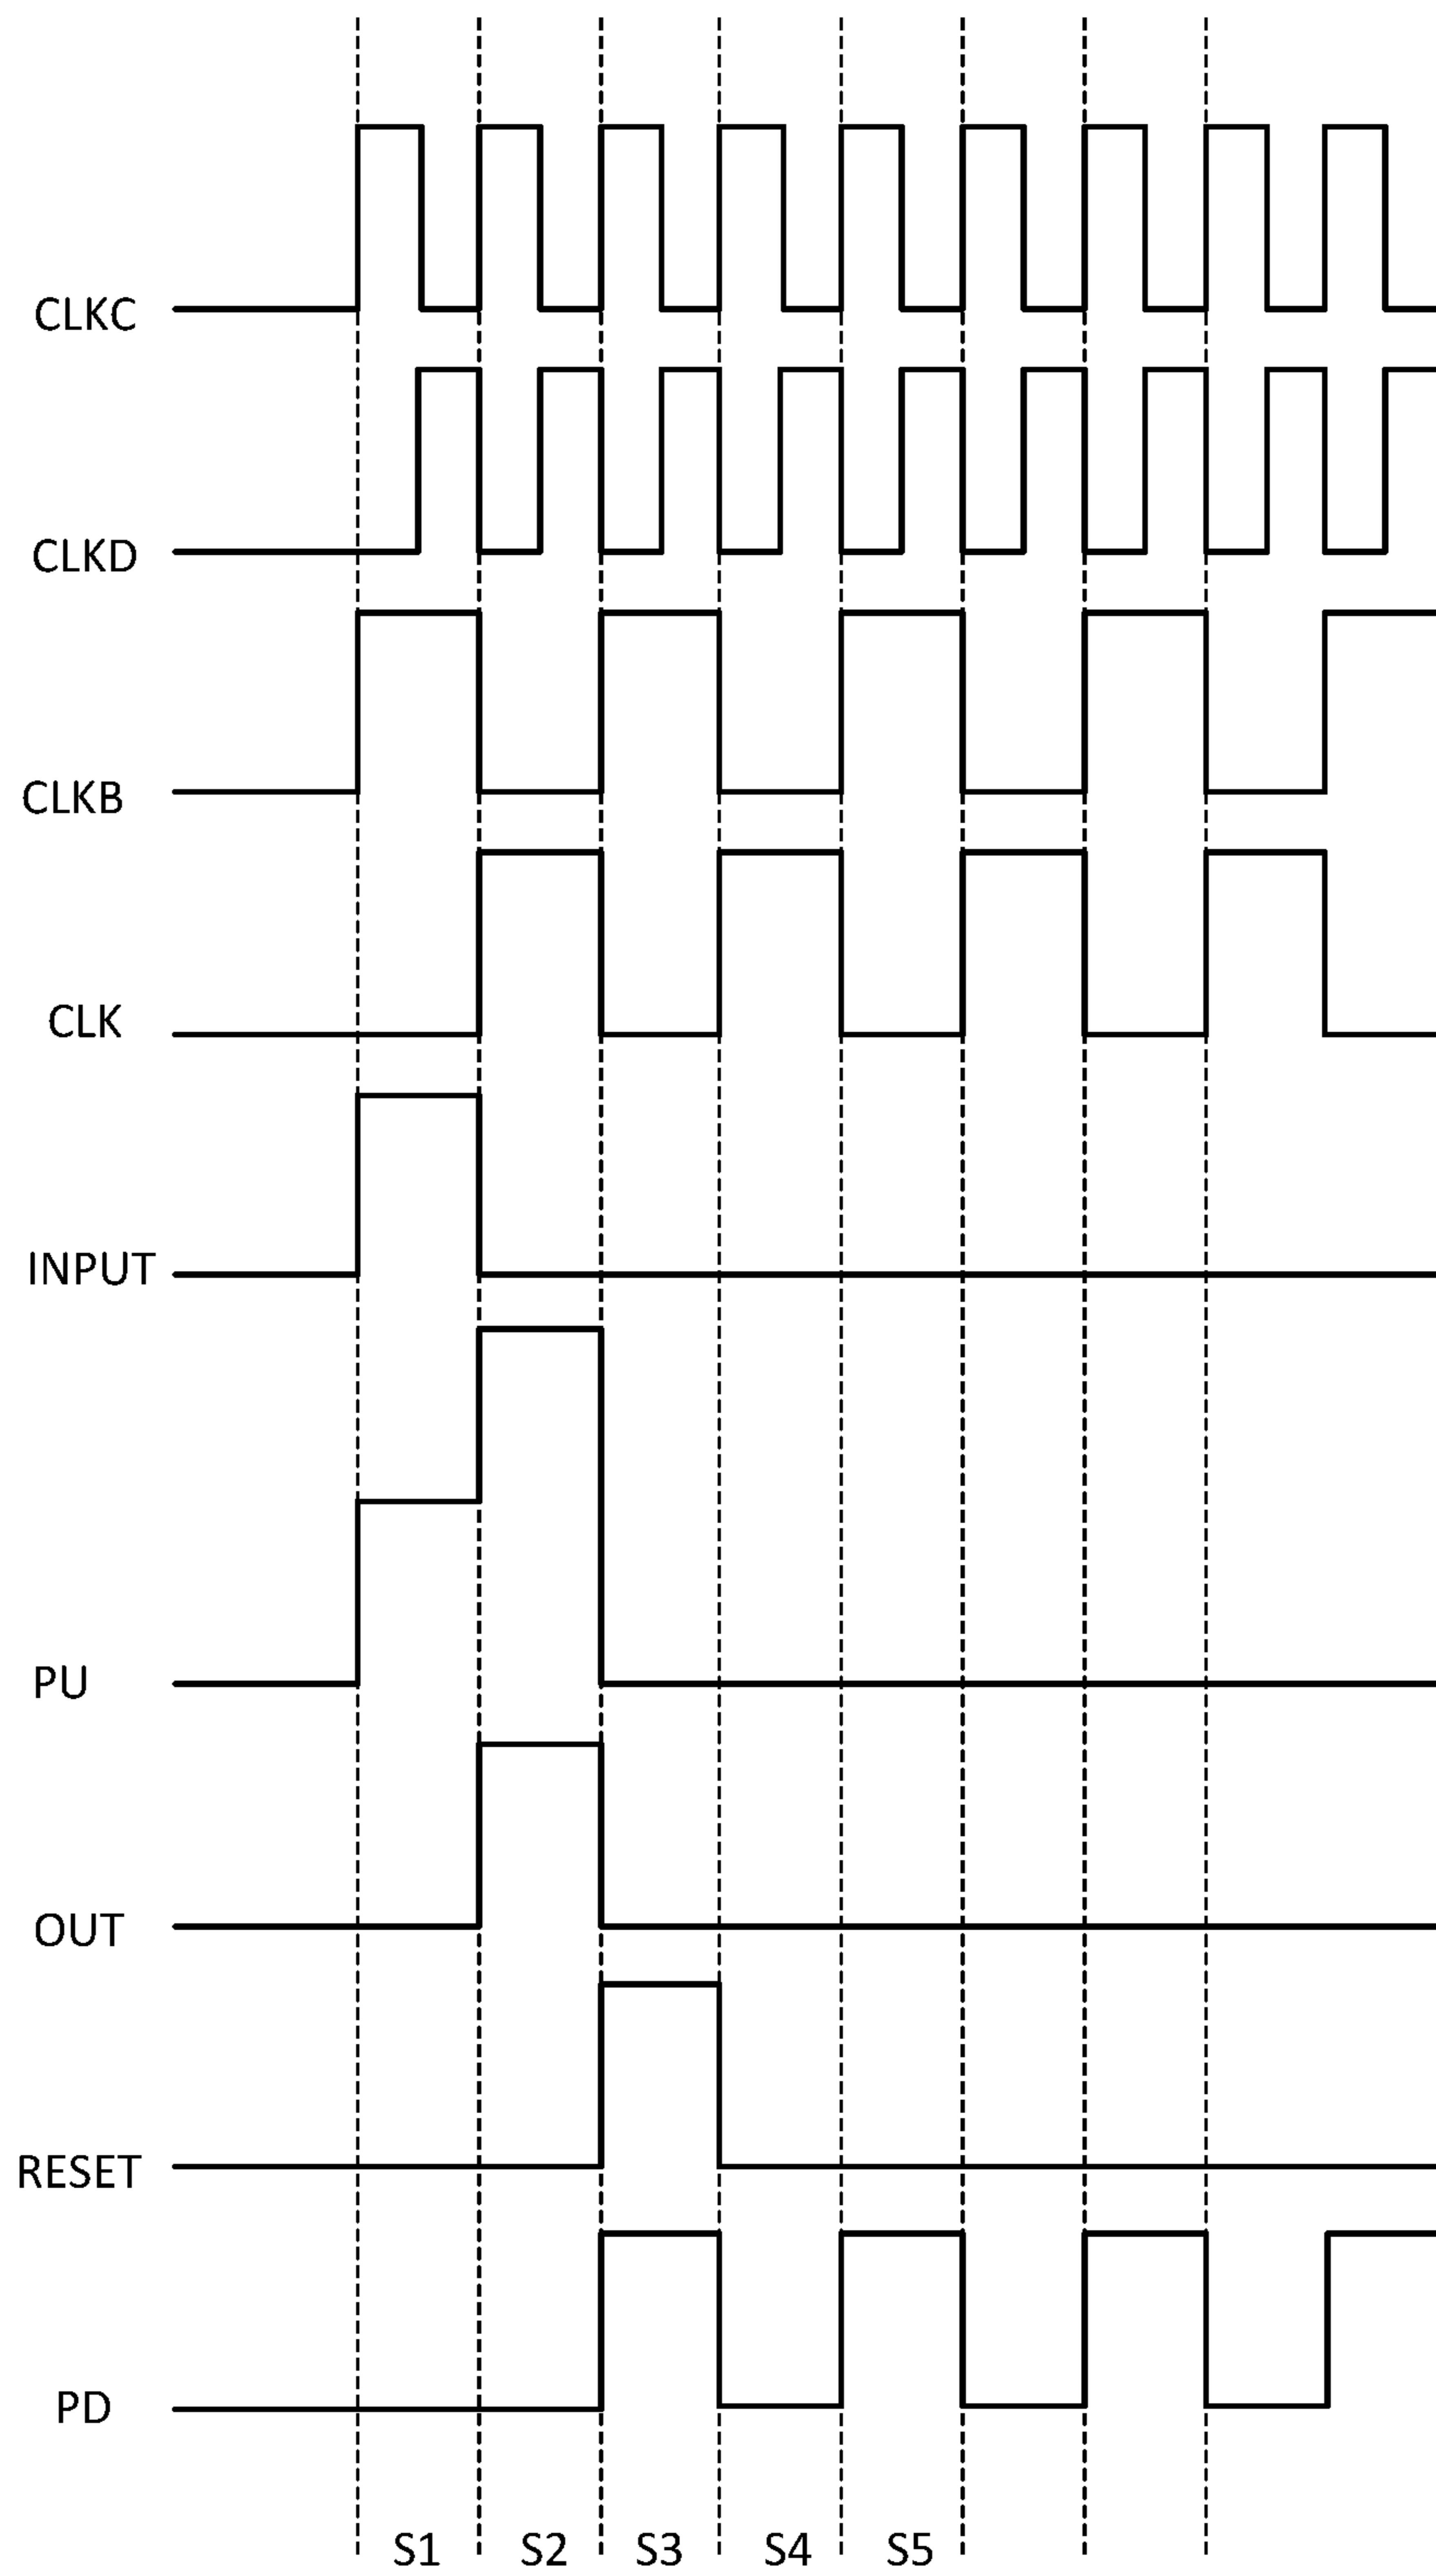 CLKC
CLKD
CLKB
CLK
INPUT
PU
OUT
RESET
PD
S1 S2 S3 S4 S5